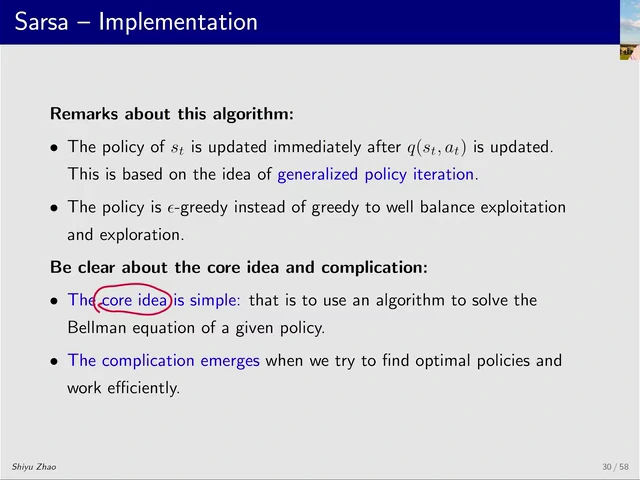 Sarsa – Implementation
Remarks about this algorithm:
• The policy of sₜ is updated immediately after q(sₜ, aₜ) is updated.
This is based on the idea of generalized policy iteration.
• The policy is ϵ-greedy instead of greedy to well balance exploitation
and exploration.
Be clear about the core idea and complication:
• The core idea is simple: that is to use an algorithm to solve the
Bellman equation of a given policy.
• The complication emerges when we try to find optimal policies and
work efficiently.
Shiyu Zhao
30 / 58